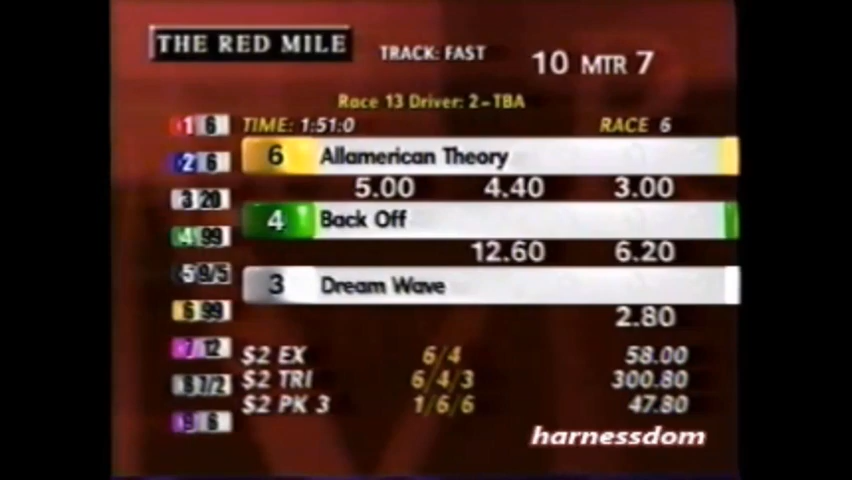 THE RED MILE
TRACK: FAST
10 MTR 7
Race 13 Driver: 2-TBA
TIME: 1:51:0 RACE 6
1 6
2 6
3 20
4 99
5 9/5
6 99
7 12
8 7/2
9 6
6 Allamerican Theory
5.00 4.40 3.00
4 Back Off
12.60 6.20
3 Dream Wave
2.80
$2 EX 6/4 58.00
$2 TRI 6/4/3 300.80
$2 PK 3 1/6/6 47.80
harnessdom